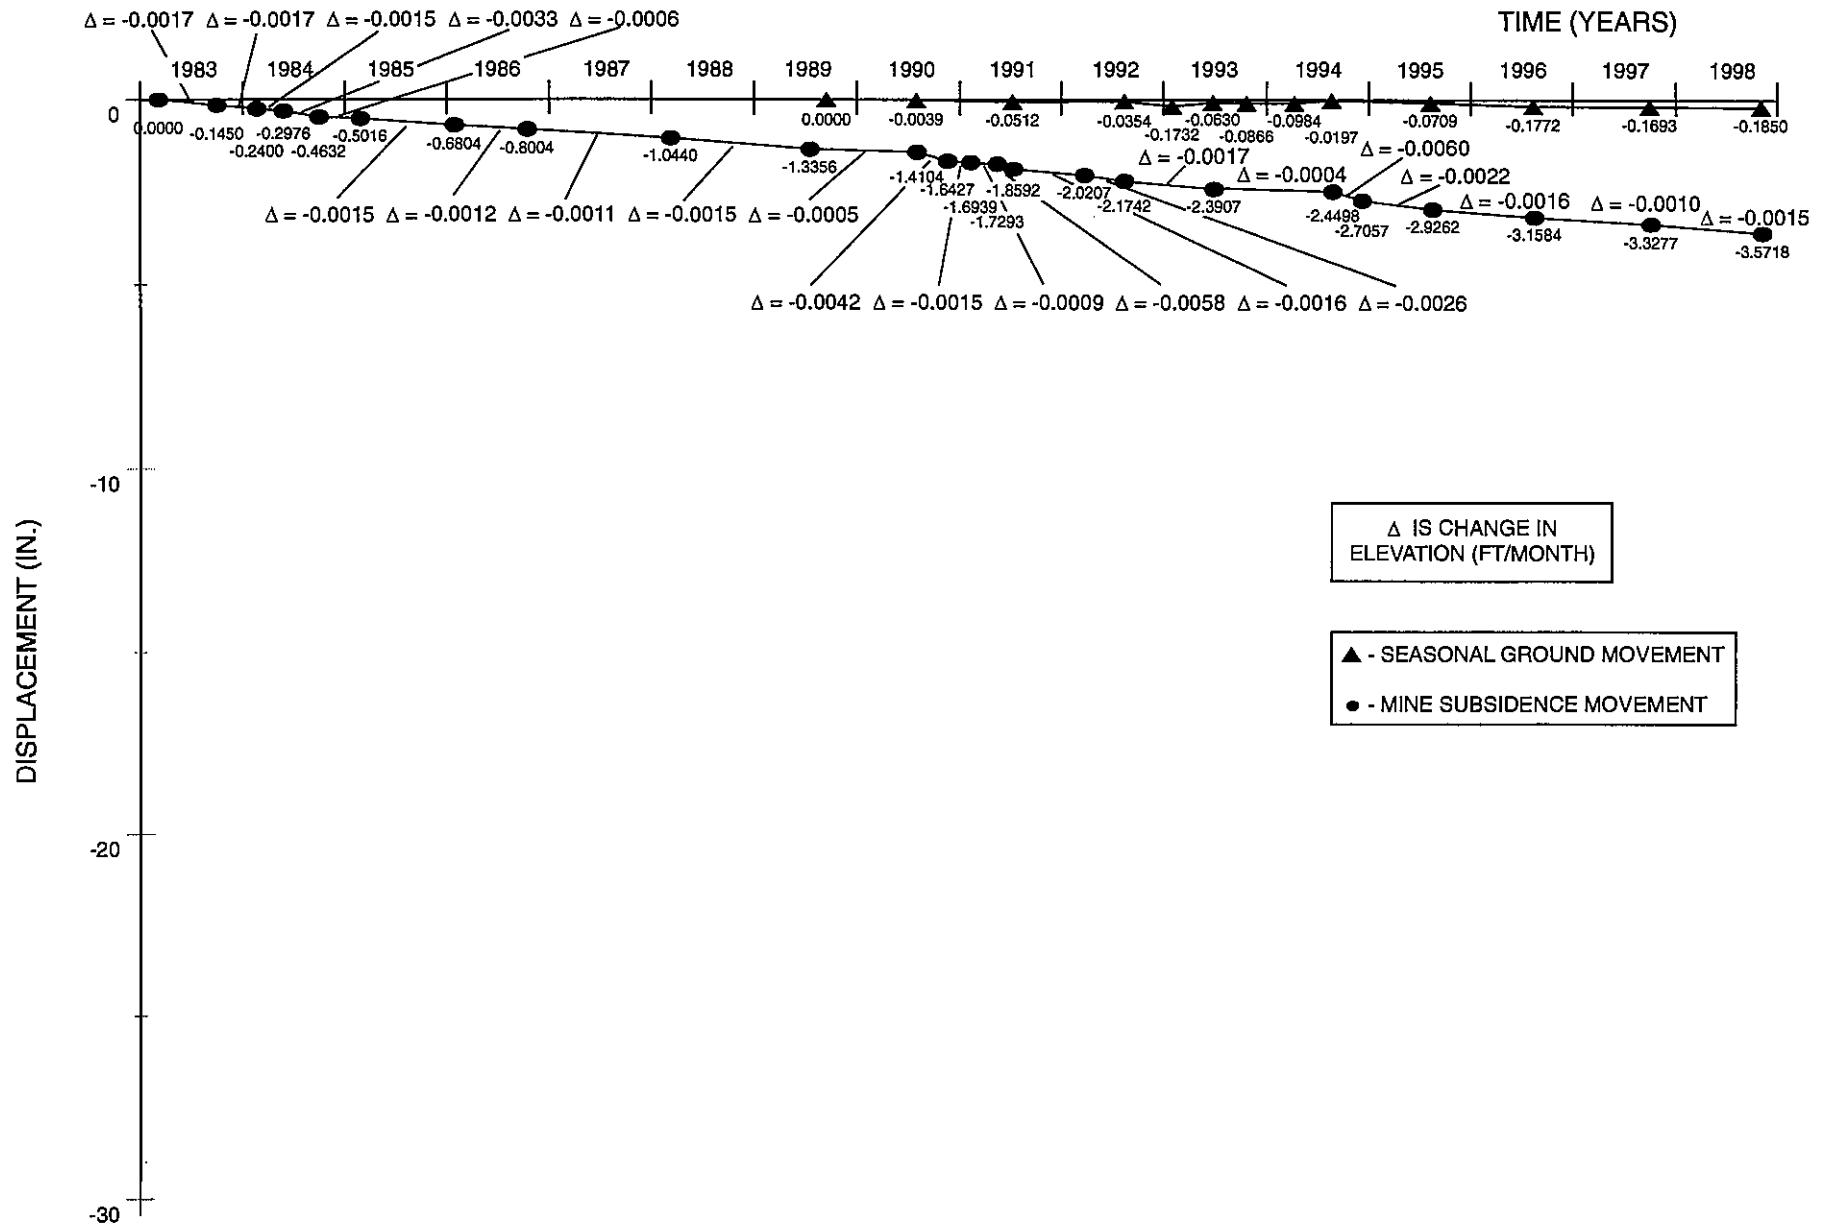 TIME (YEARS)
Δ = -0.0017 Δ = -0.0017 Δ = -0.0015 Δ = -0.0033 Δ = -0.0006
1983 1984 1985 1986 1987 1988 1989 1990 1991 1992 1993 1994 1995 1996 1997 1998
0
0.0000 -0.1450 -0.2976 -0.5016 -0.6804 -0.8004 -1.0440 -1.3356
-0.2400 -0.4632
0.0000 -0.0039 -0.0512 -0.0354 -0.0630 -0.0984 -0.0709 -0.1772 -0.1693 -0.1850
-0.1732 -0.0866 -0.0197
Δ = -0.0017 Δ = -0.0060
Δ = -0.0004 Δ = -0.0022
Δ = -0.0016 Δ = -0.0010 Δ = -0.0015
-1.4104 -1.6427 -1.8592 -2.0207 -2.1742 -2.3907 -2.4498 -2.7057 -2.9262 -3.1584 -3.3277 -3.5718
-1.6939
-1.7293
Δ = -0.0015 Δ = -0.0012 Δ = -0.0011 Δ = -0.0015 Δ = -0.0005
Δ = -0.0042 Δ = -0.0015 Δ = -0.0009 Δ = -0.0058 Δ = -0.0016 Δ = -0.0026
-10
DISPLACEMENT (IN.)
Δ IS CHANGE IN
ELEVATION (FT/MONTH)
▲ - SEASONAL GROUND MOVEMENT
● - MINE SUBSIDENCE MOVEMENT
-20
-30